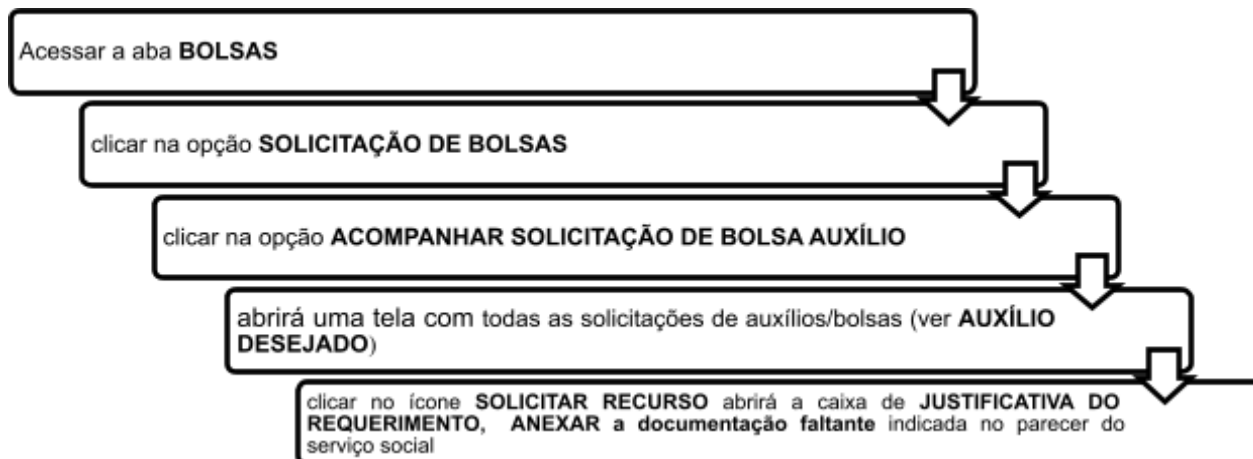 Acessar a aba BOLSAS
clicar na opção SOLICITAÇÃO DE BOLSAS
clicar na opção ACOMPANHAR SOLICITAÇÃO DE BOLSA AUXÍLIO
abrirá uma tela com todas as solicitações de auxílios/bolsas (ver AUXÍLIO
DESEJADO)
clicar no ícone SOLICITAR RECURSO abrirá a caixa de JUSTIFICATIVA DO
REQUERIMENTO, ANEXAR a documentação faltante indicada no parecer do
serviço social